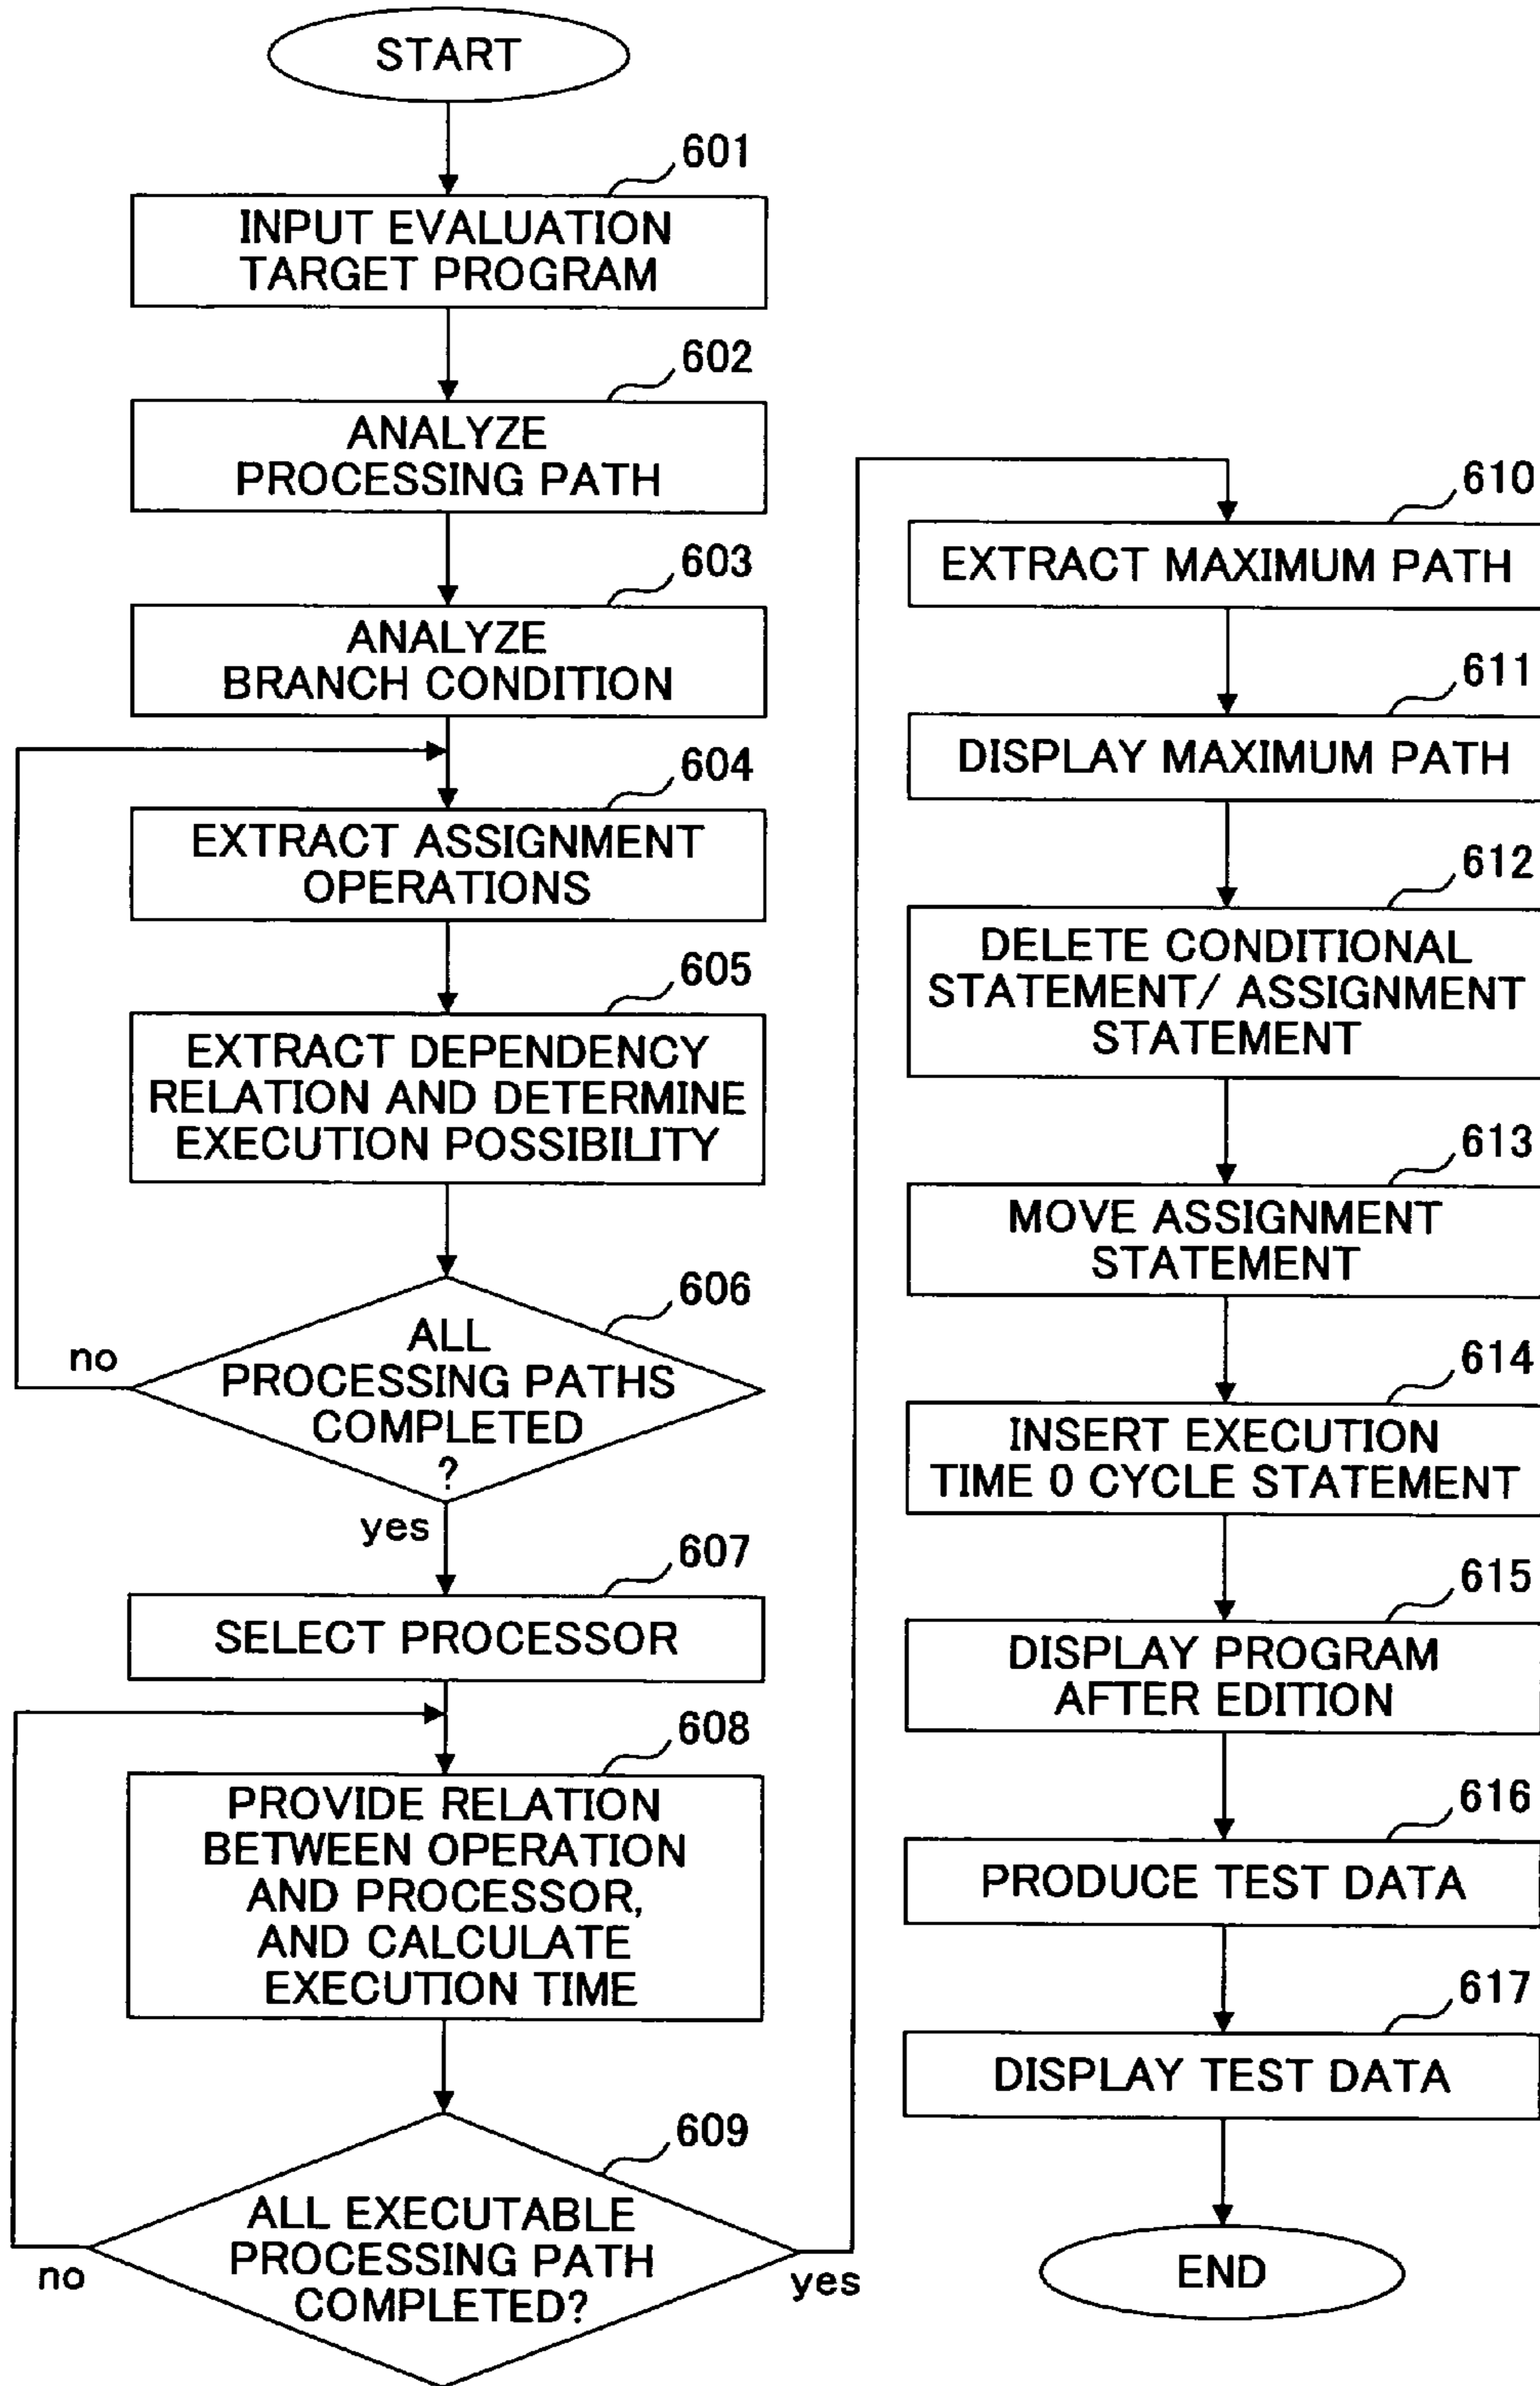 START
601
INPUT EVALUATION
TARGET PROGRAM
602
ANALYZE
PROCESSING PATH
603
ANALYZE
BRANCH CONDITION
604
EXTRACT ASSIGNMENT
OPERATIONS
605
EXTRACT DEPENDENCY
RELATION AND DETERMINE
EXECUTION POSSIBILITY
606
ALL
PROCESSING PATHS
COMPLETED
?
no
yes
607
SELECT PROCESSOR
608
PROVIDE RELATION
BETWEEN OPERATION
AND PROCESSOR,
AND CALCULATE
EXECUTION TIME
609
ALL EXECUTABLE
PROCESSING PATH
COMPLETED?
no
yes
610
EXTRACT MAXIMUM PATH
611
DISPLAY MAXIMUM PATH
612
DELETE CONDITIONAL
STATEMENT/ ASSIGNMENT
STATEMENT
613
MOVE ASSIGNMENT
STATEMENT
614
INSERT EXECUTION
TIME 0 CYCLE STATEMENT
615
DISPLAY PROGRAM
AFTER EDITION
616
PRODUCE TEST DATA
617
DISPLAY TEST DATA
END